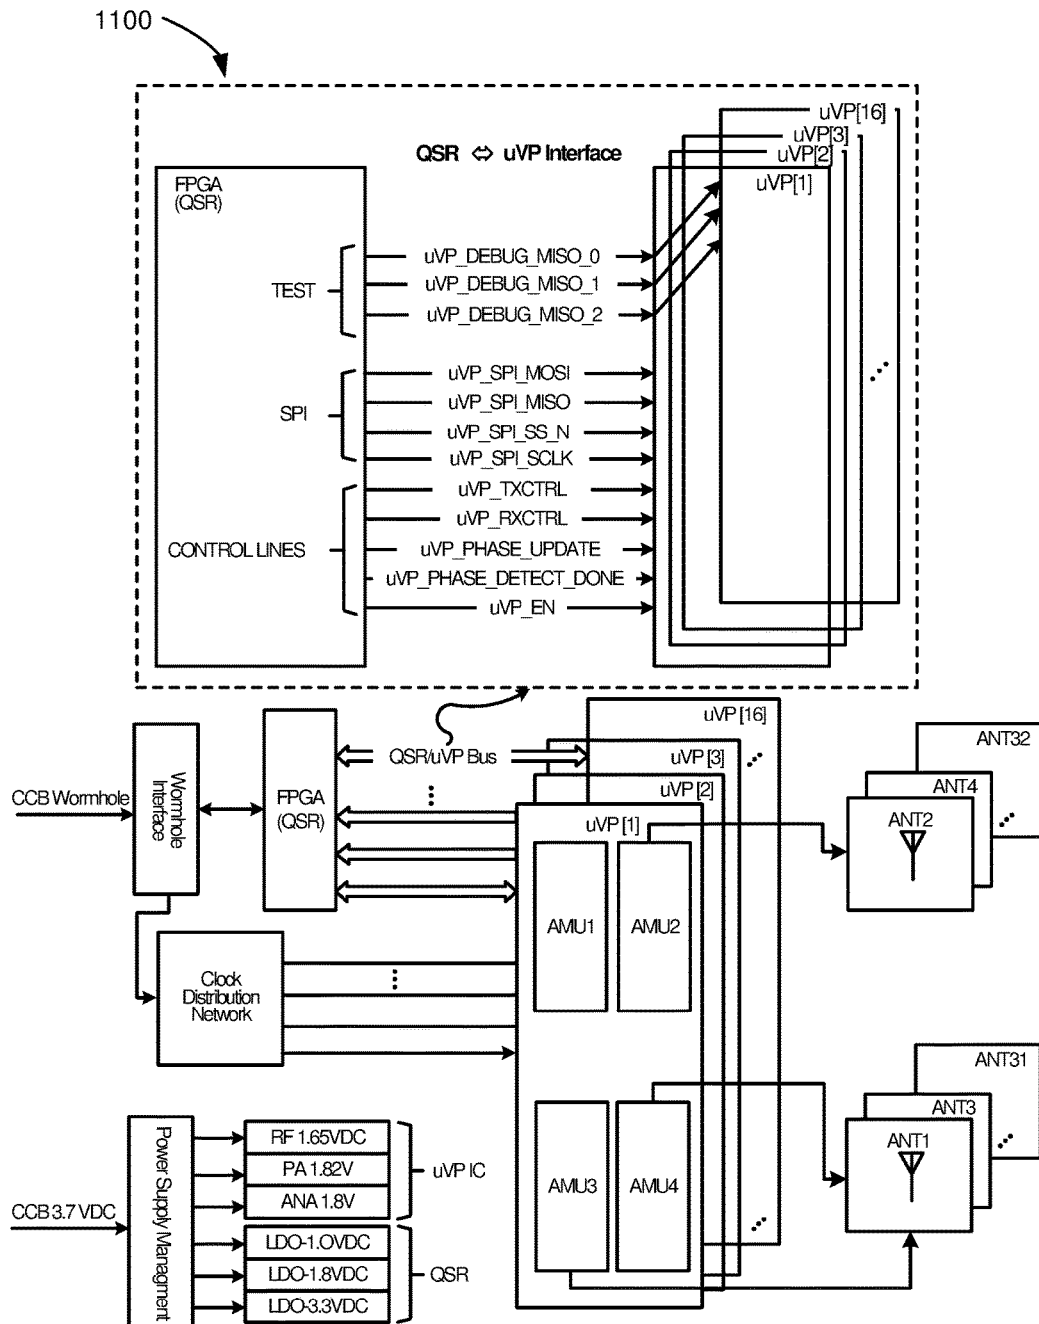 1100
QSR ⇔ uVP Interface
uVP[16]
uVP[3]
uVP[2]
uVP[1]
FPGA
(QSR)
TEST
uVP_DEBUG_MISO_0
uVP_DEBUG_MISO_1
uVP_DEBUG_MISO_2
SPI
uVP_SPI_MOSI
uVP_SPI_MISO
uVP_SPI_SS_N
uVP_SPI_SCLK
CONTROL LINES
uVP_TXCTRL
uVP_RXCTRL
uVP_PHASE_UPDATE
uVP_PHASE_DETECT_DONE
uVP_EN
CCB Wormhole
Wormhole
Interface
FPGA
(QSR)
QSR/uVP Bus
uVP [16]
uVP [3]
uVP [2]
uVP [1]
AMU1
AMU2
AMU3
AMU4
ANT32
ANT4
ANT2
Clock
Distribution
Network
ANT31
ANT3
ANT1
CCB 3.7 VDC
Power Supply Managment
RF 1.65VDC
PA 1.82V
ANA 1.8V
uVP IC
LDO-1.OVDC
LDO-1.8VDC
LDO-3.3VDC
QSR